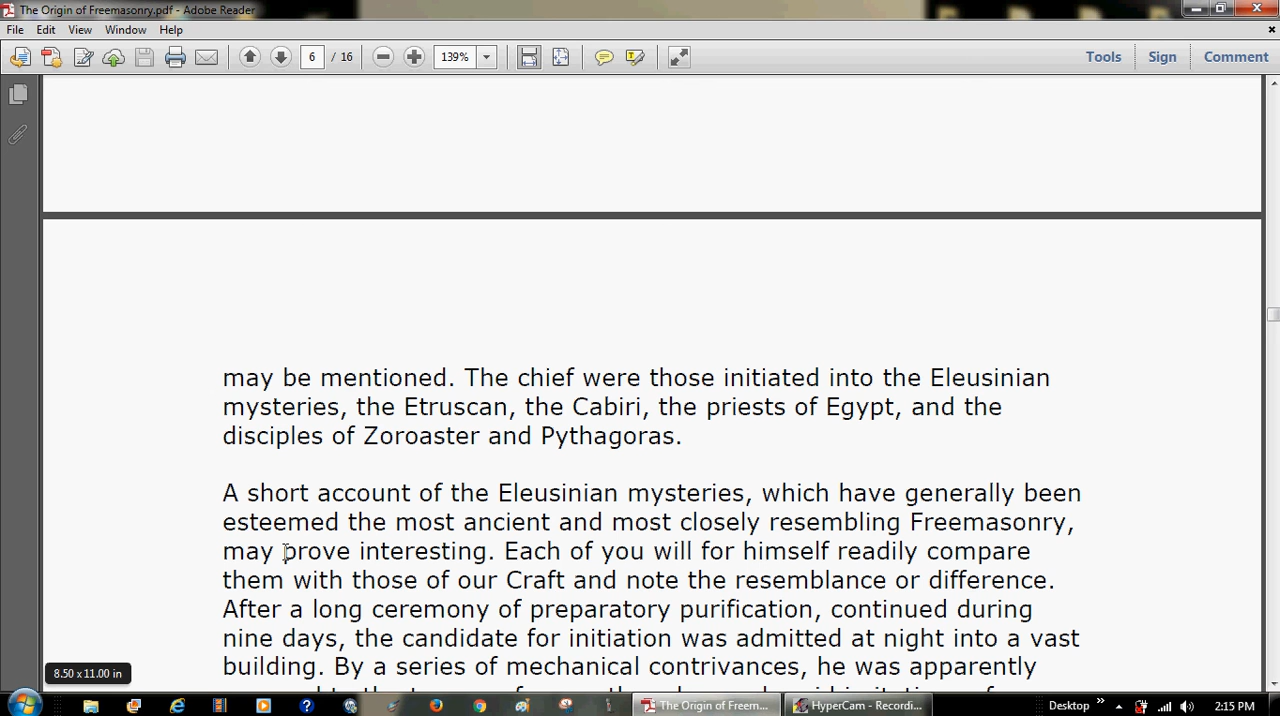 The Origin of Freemasonry.pdf - Adobe Reader
File Edit View Window Help
6 / 16 139% Tools Sign Comment
may be mentioned. The chief were those initiated into the Eleusinian
mysteries, the Etruscan, the Cabiri, the priests of Egypt, and the
disciples of Zoroaster and Pythagoras.
A short account of the Eleusinian mysteries, which have generally been
esteemed the most ancient and most closely resembling Freemasonry,
may prove interesting. Each of you will for himself readily compare
them with those of our Craft and note the resemblance or difference.
After a long ceremony of preparatory purification, continued during
nine days, the candidate for initiation was admitted at night into a vast
building. By a series of mechanical contrivances, he was apparently
8.50 x 11.00 in
The Origin of Freem... HyperCam - Recordi... Desktop 2:15 PM